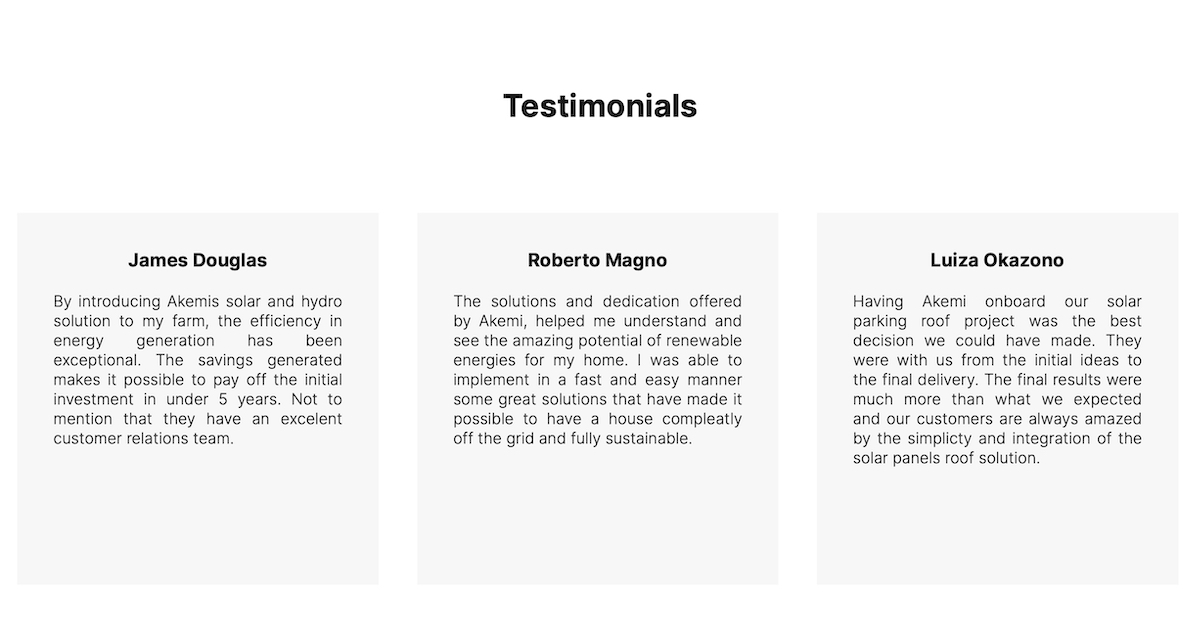 Testimonials
James Douglas
By introducing Akemis solar and hydro
solution to my farm, the efficiency in
energy generation has been
exceptional. The savings generated
makes it possible to pay off the initial
investment in under 5 years. Not to
mention that they have an excelent
customer relations team.
Roberto Magno
The solutions and dedication offered
by Akemi, helped me understand and
see the amazing potential of renewable
energies for my home. I was able to
implement in a fast and easy manner
some great solutions that have made it
possible to have a house compleatly
off the grid and fully sustainable.
Luiza Okazono
Having Akemi onboard our solar
parking roof project was the best
decision we could have made. They
were with us from the initial ideas to
the final delivery. The final results were
much more than what we expected
and our customers are always amazed
by the simplicty and integration of the
solar panels roof solution.